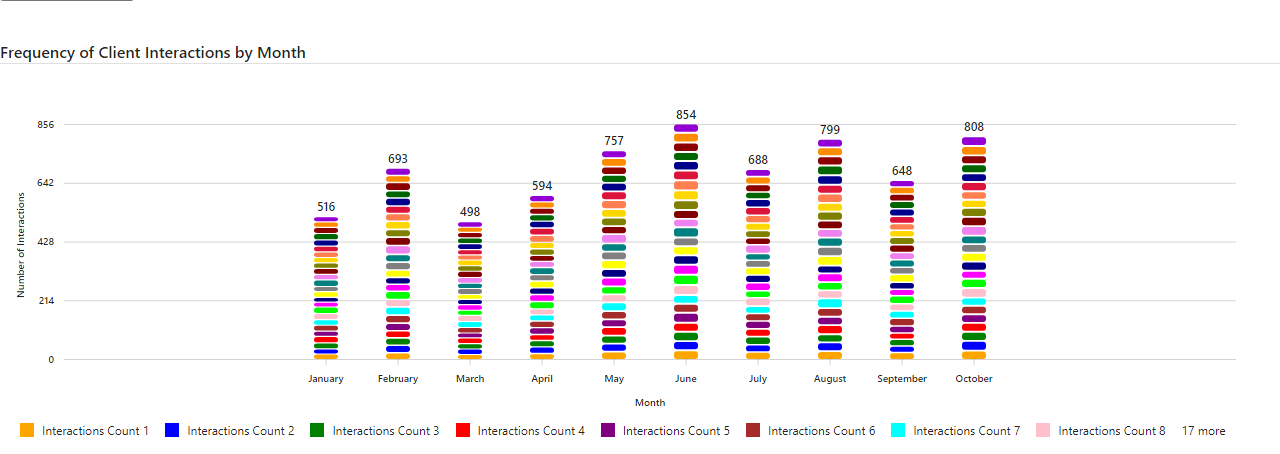 Frequency of Client Interactions by Month
Number of Interactions
856
642
428
214
0
516
693
498
594
757
854
688
799
648
808
January
February
March
April
May
June
July
August
September
October
Month
Interactions Count 1
Interactions Count 2
Interactions Count 3
Interactions Count 4
Interactions Count 5
Interactions Count 6
Interactions Count 7
Interactions Count 8
17 more